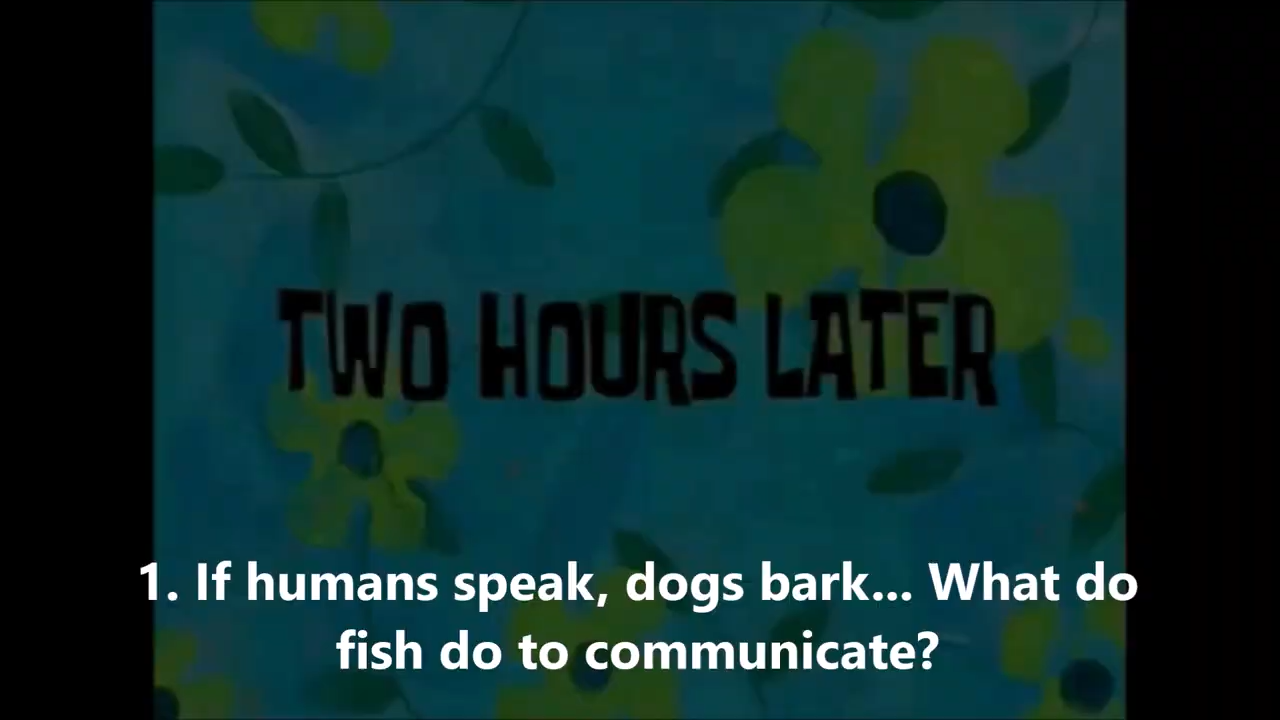 TWO HOURS LATER
1. If humans speak, dogs bark... What do
fish do to communicate?